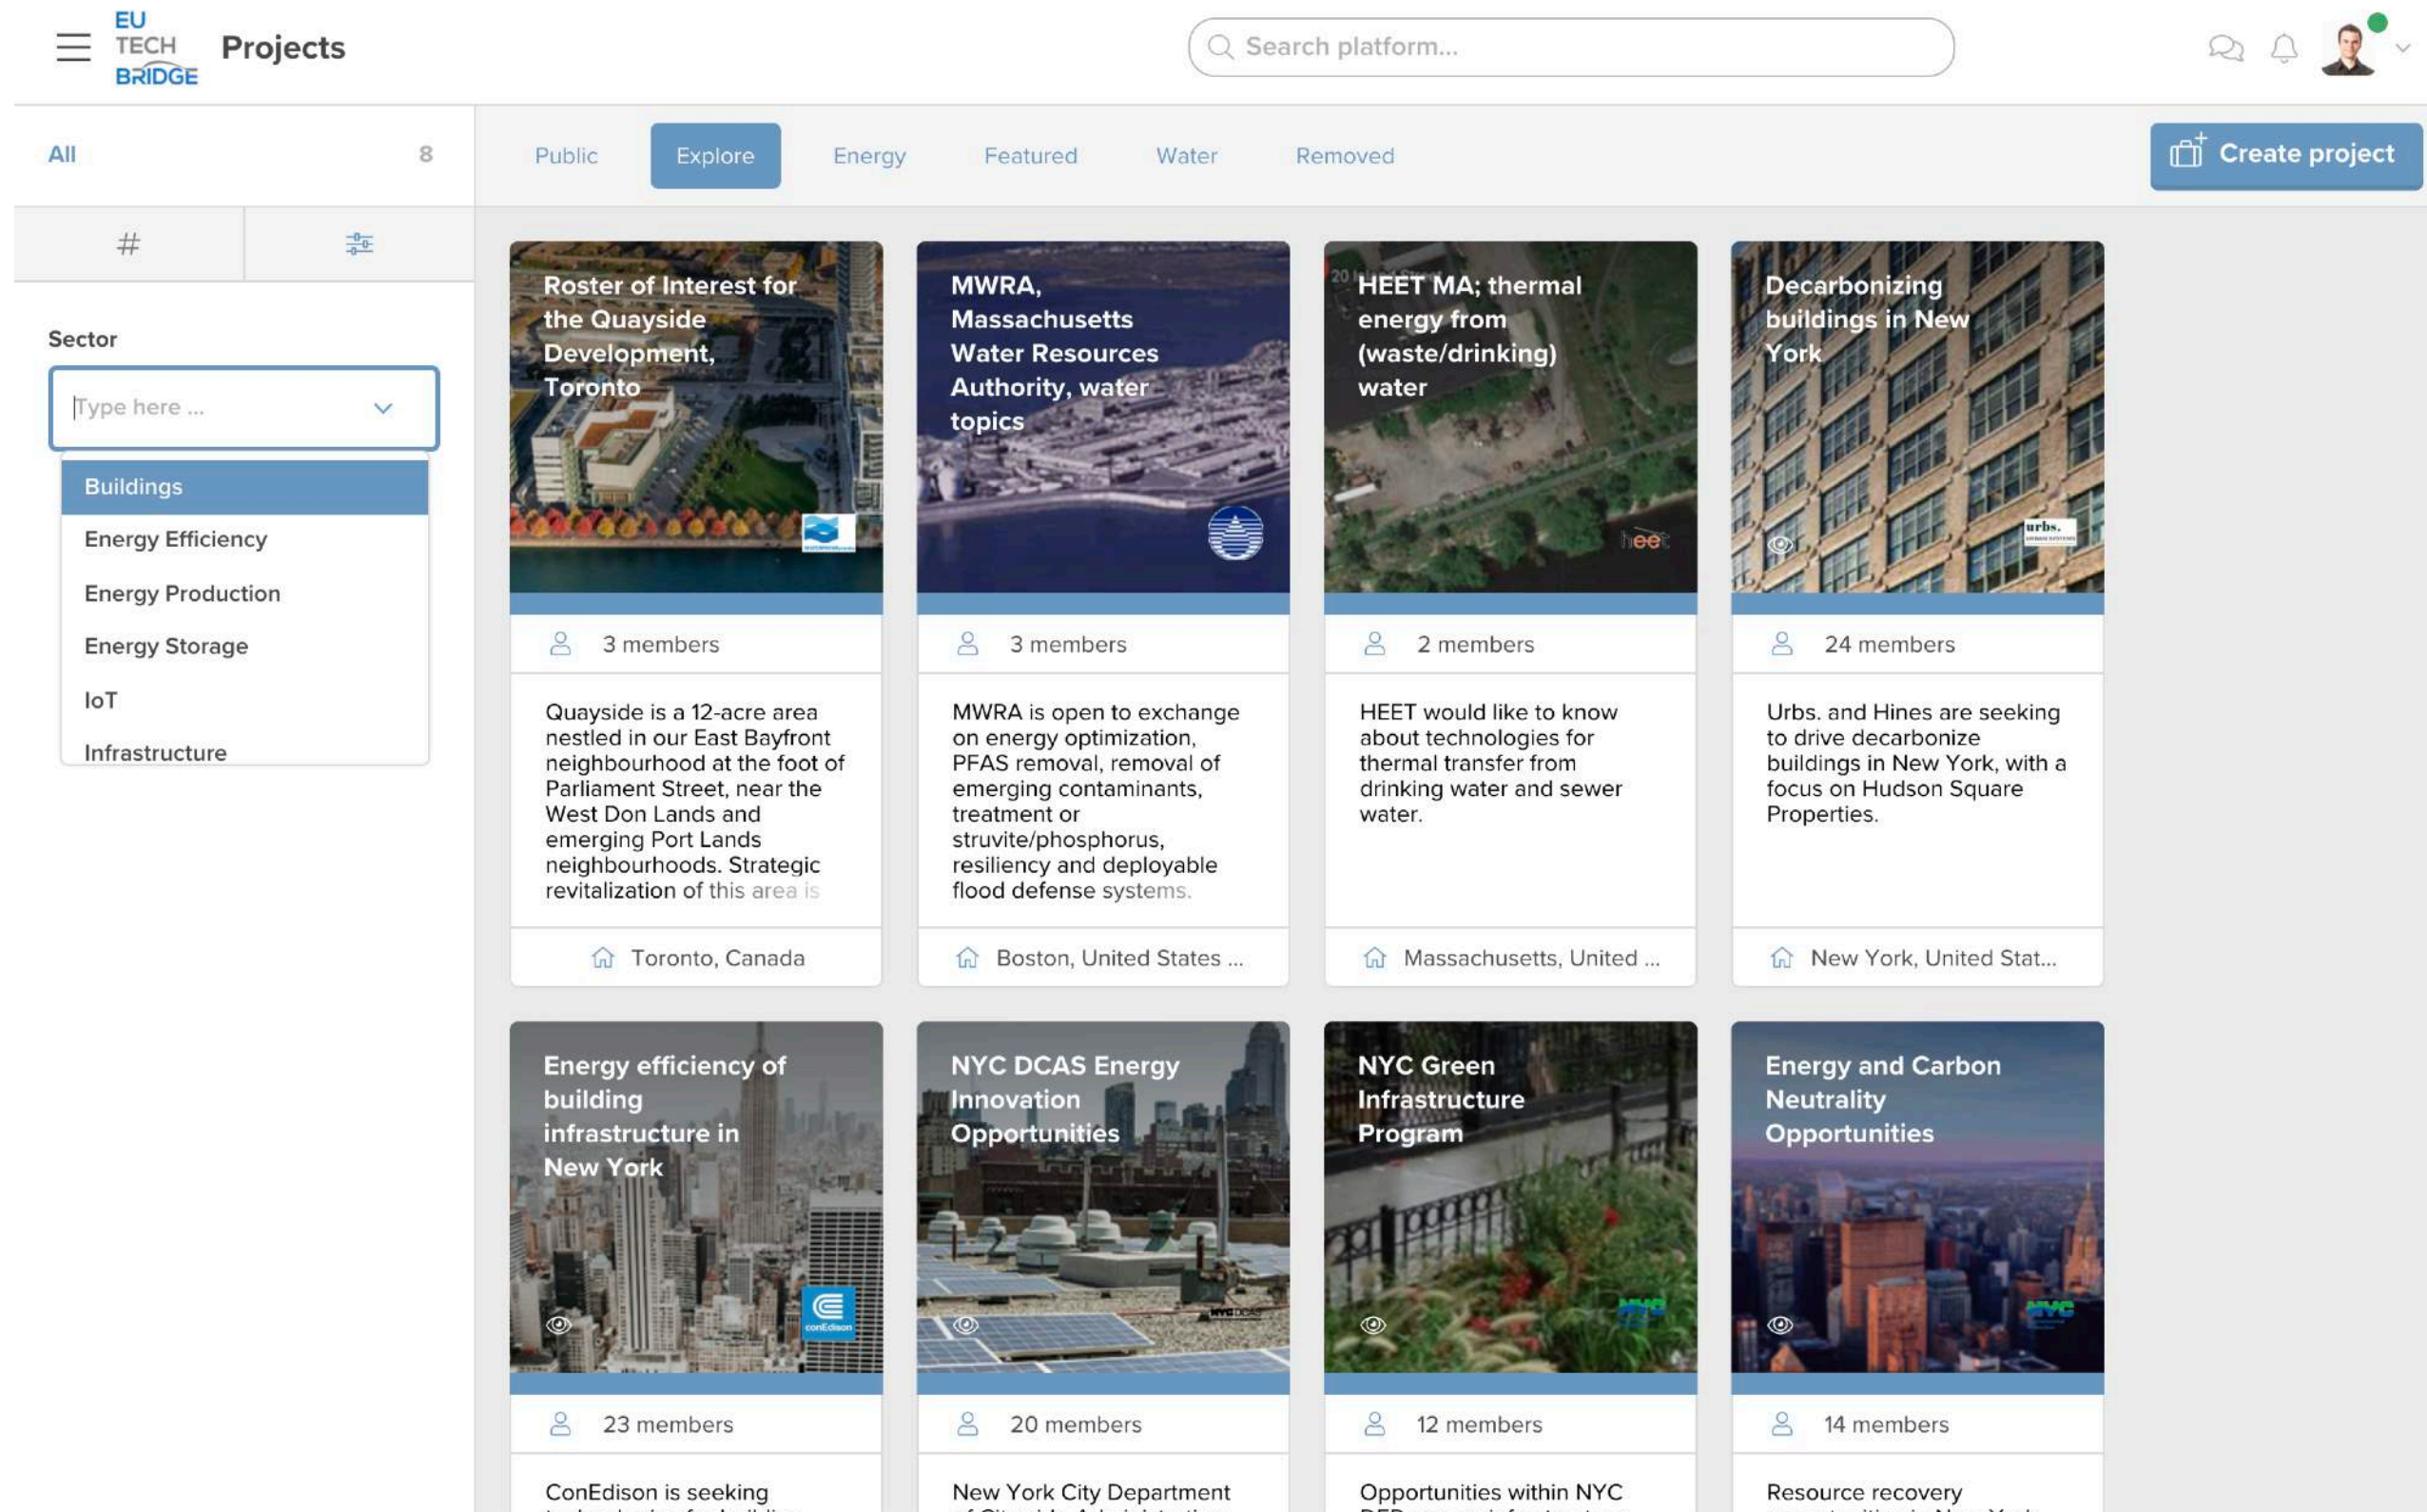 EU
TECH
BRIDGE
Projects
Search platform...
All 8
Public Explore Energy Featured Water Removed
Create project
#
Sector
Type here ...
Buildings
Energy Efficiency
Energy Production
Energy Storage
IoT
Infrastructure
Roster of Interest for
the Quayside
Development,
Toronto
3 members
Quayside is a 12-acre area
nestled in our East Bayfront
neighbourhood at the foot of
Parliament Street, near the
West Don Lands and
emerging Port Lands
neighbourhoods. Strategic
revitalization of this area is
Toronto, Canada
MWRA,
Massachusetts
Water Resources
Authority, water
topics
3 members
MWRA is open to exchange
on energy optimization,
PFAS removal, removal of
emerging contaminants,
treatment or
struvite/phosphorus,
resiliency and deployable
flood defense systems.
Boston, United States ...
20
HEET MA; thermal
energy from
(waste/drinking)
water
heet
2 members
HEET would like to know
about technologies for
thermal transfer from
drinking water and sewer
water.
Massachusetts, United ...
Decarbonizing
buildings in New
York
urbs.
24 members
Urbs. and Hines are seeking
to drive decarbonize
buildings in New York, with a
focus on Hudson Square
Properties.
New York, United Stat...
Energy efficiency of
building
infrastructure in
New York
conEdison
23 members
ConEdison is seeking
NYC DCAS Energy
Innovation
Opportunities
NYC DCAS
20 members
New York City Department
NYC Green
Infrastructure
Program
NYC
12 members
Opportunities within NYC
Energy and Carbon
Neutrality
Opportunities
NYC
14 members
Resource recovery